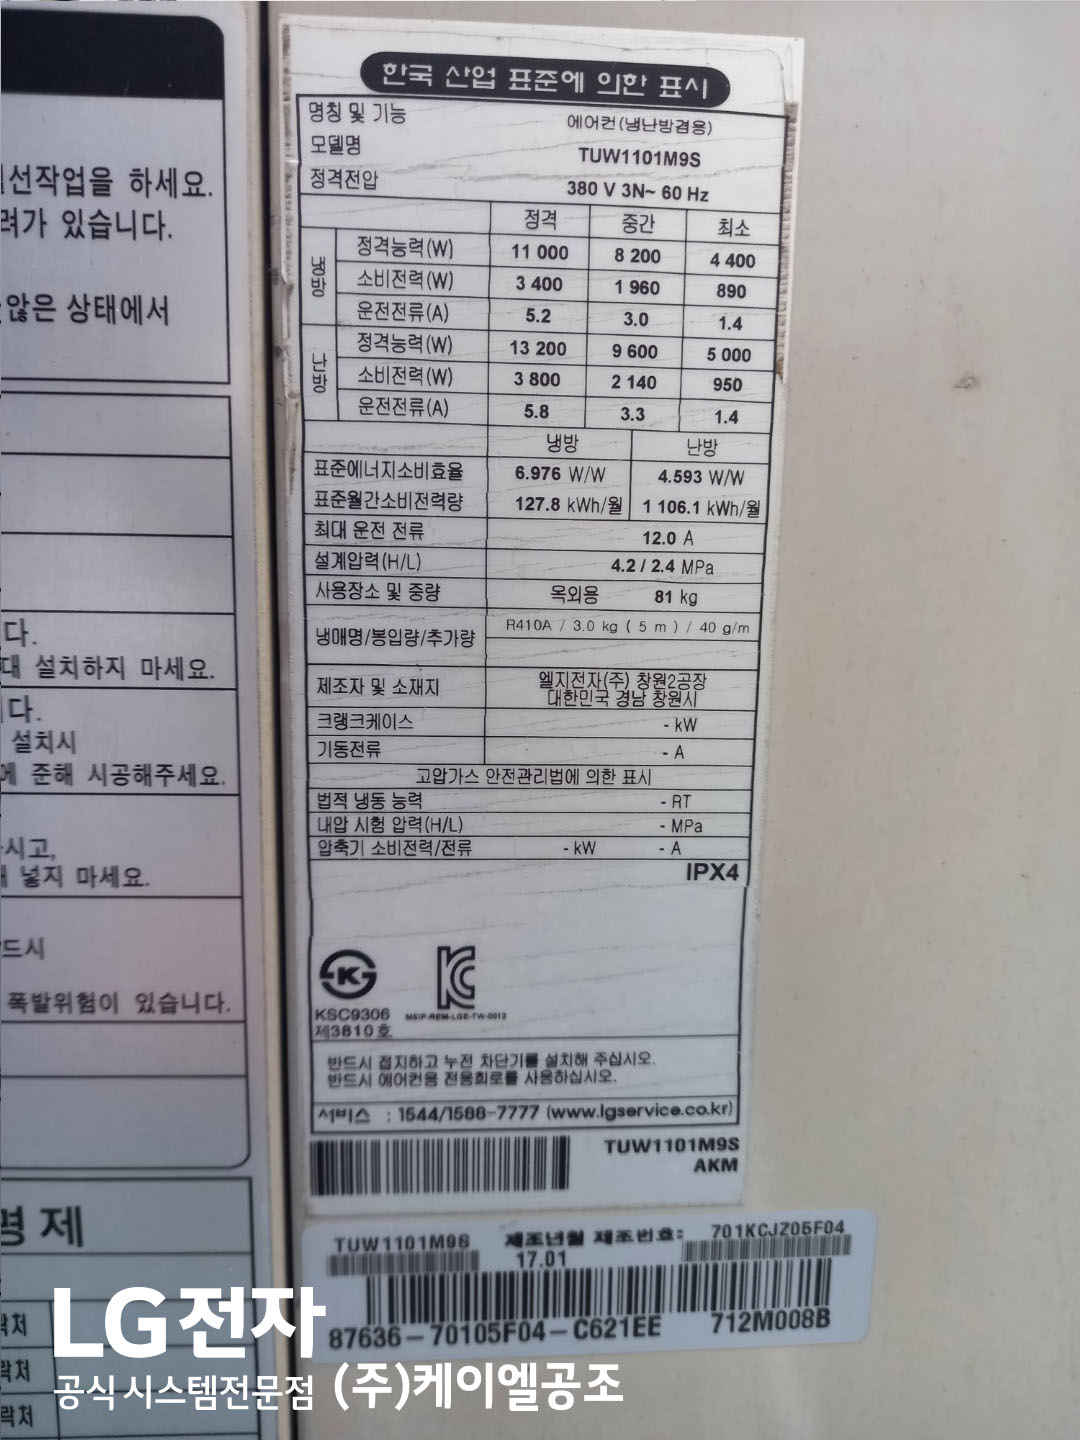 선작업을 하세요.
려가 있습니다.
않은 상태에서
다.
대 설치하지 마세요.
다.
설치시
에 준해 시공해주세요.
시고,
넣지 마세요.
드시
폭발위험이 있습니다.
명 제
락처
락처
락처
한국 산업 표준에 의한 표시
명칭 및 기능 에어컨(냉난방겸용)
모델명 TUW1101M9S
정격전압 380 V 3N~ 60 Hz
정격 중간 최소
냉방
정격능력(W) 11 000 8 200 4 400
소비전력(W) 3 400 1 960 890
운전전류(A) 5.2 3.0 1.4
난방
정격능력(W) 13 200 9 600 5 000
소비전력(W) 3 800 2 140 950
운전전류(A) 5.8 3.3 1.4
냉방 난방
표준에너지소비효율 6.976 W/W 4.593 W/W
표준월간소비전력량 127.8 kWh/월 1 106.1 kWh/월
최대 운전 전류 12.0 A
설계압력(H/L) 4.2 / 2.4 MPa
사용장소 및 중량 옥외용 81 kg
냉매명/봉입량/추가량 R410A / 3.0 kg ( 5 m ) / 40 g/m
제조자 및 소재지 엘지전자(주) 창원2공장
대한민국 경남 창원시
크랭크케이스 - kW
기동전류 - A
고압가스 안전관리법에 의한 표시
법적 냉동 능력 - RT
내압 시험 압력(H/L) - MPa
압축기 소비전력/전류 - kW - A
IPX4
KSC9306
제3810호
MSIP-REM-LGE-TW-0012
반드시 접지하고 누전 차단기를 설치해 주십시오.
반드시 에어컨용 전용회로를 사용하십시오.
서비스 : 1544/1588-7777 (www.lgservice.co.kr)
TUW1101M9S
AKM
TUW1101M9S 제조년월 제조번호: 701KCJZ05F04
17.01
87636-70105F04-C621EE 712M008B
LG전자
공식 시스템전문점 (주)케이엘공조